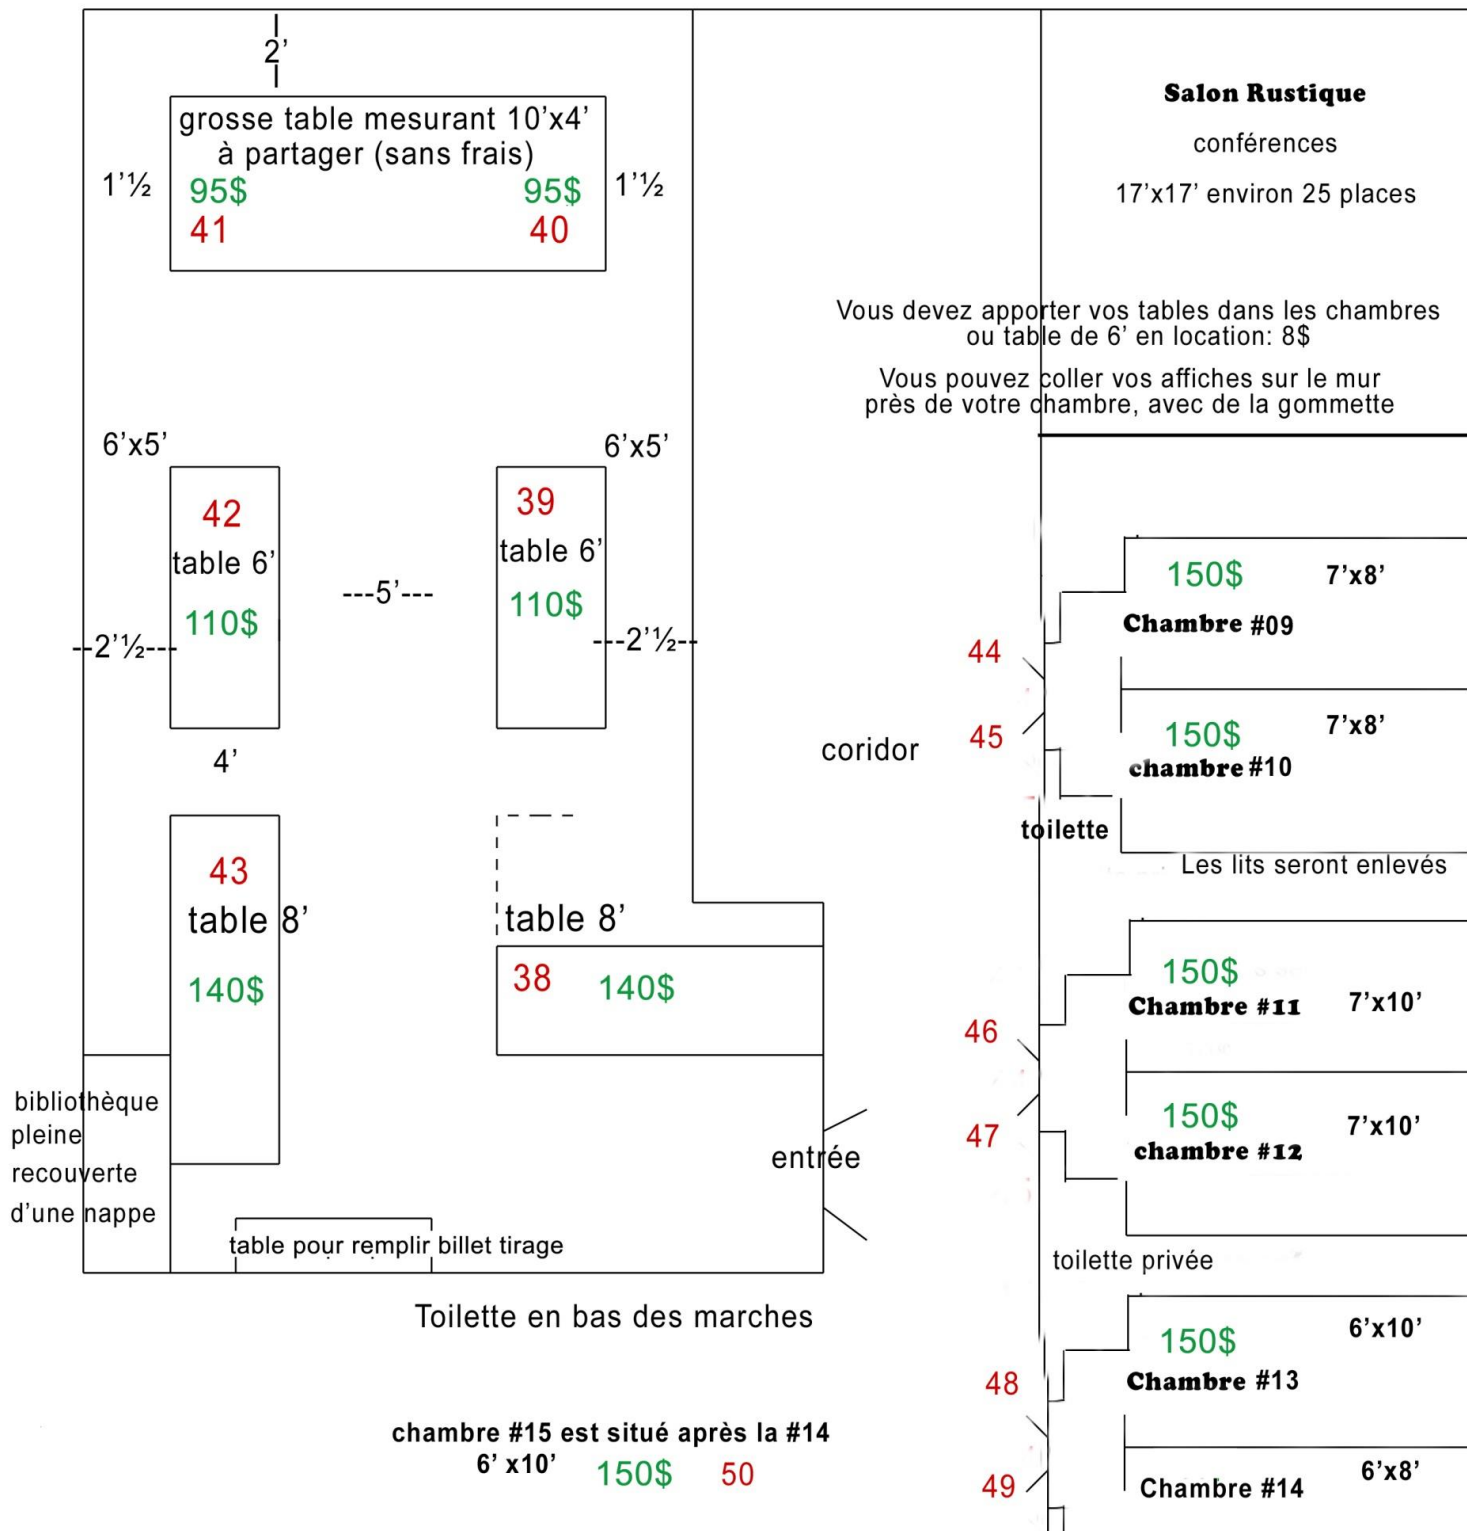 2'
grosse table mesurant 10'x4'
à partager (sans frais)
1'½
95$
95$
1'½
41
40
Salon Rustique
conférences
17'x17' environ 25 places
Vous devez apporter vos tables dans les chambres
ou table de 6' en location: 8$
Vous pouvez coller vos affiches sur le mur
près de votre chambre, avec de la gommette
6'x5'
6'x5'
42
table 6'
110$
39
table 6'
110$
---5'---
--2'½---
---2'½--
4'
43
table 8'
140$
table 8'
38
140$
coridor
bibliothèque
pleine
recouverte
d'une nappe
entrée
table pour remplir billet tirage
Toilette en bas des marches
chambre #15 est situé après la #14
6' x10'
150$
50
150$
7'x8'
Chambre #09
44
45
150$
7'x8'
chambre #10
toilette
Les lits seront enlevés
150$
Chambre #11
7'x10'
46
47
150$
7'x10'
chambre #12
toilette privée
150$
6'x10'
Chambre #13
48
49
6'x8'
Chambre #14